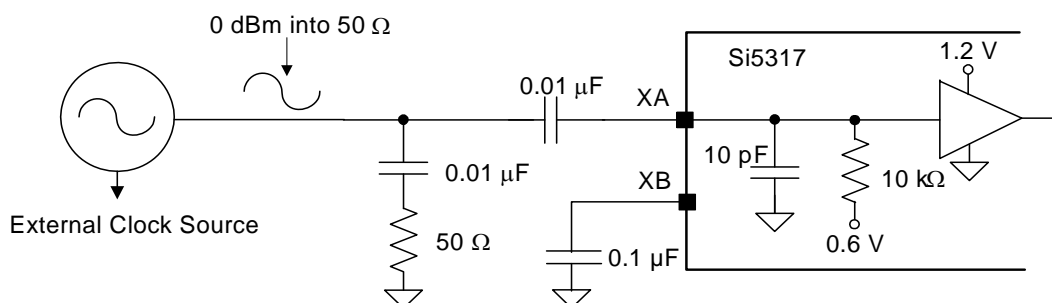 0 dBm into 50 Ω
Si5317
1.2 V
0.01 μF
XA
10 pF
0.01 μF
XB
10 kΩ
External Clock Source
50 Ω
0.1 μF
0.6 V